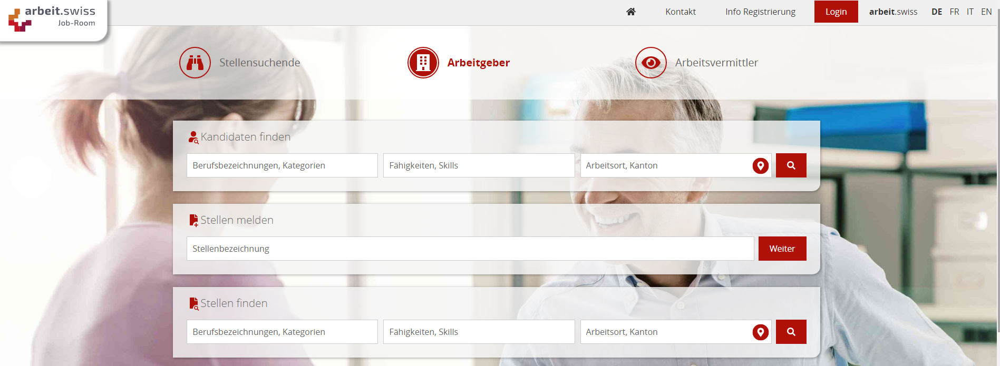 arbeit.swiss
Job-Room
Kontakt
Info Registrierung
Login
arbeit.swiss
DE FR IT EN
Stellensuchende
Arbeitgeber
Arbeitsvermittler
Kandidaten finden
Berufsbezeichnungen, Kategorien
Fähigkeiten, Skills
Arbeitsort, Kanton
Stellen melden
Stellenbezeichnung
Weiter
Stellen finden
Berufsbezeichnungen, Kategorien
Fähigkeiten, Skills
Arbeitsort, Kanton